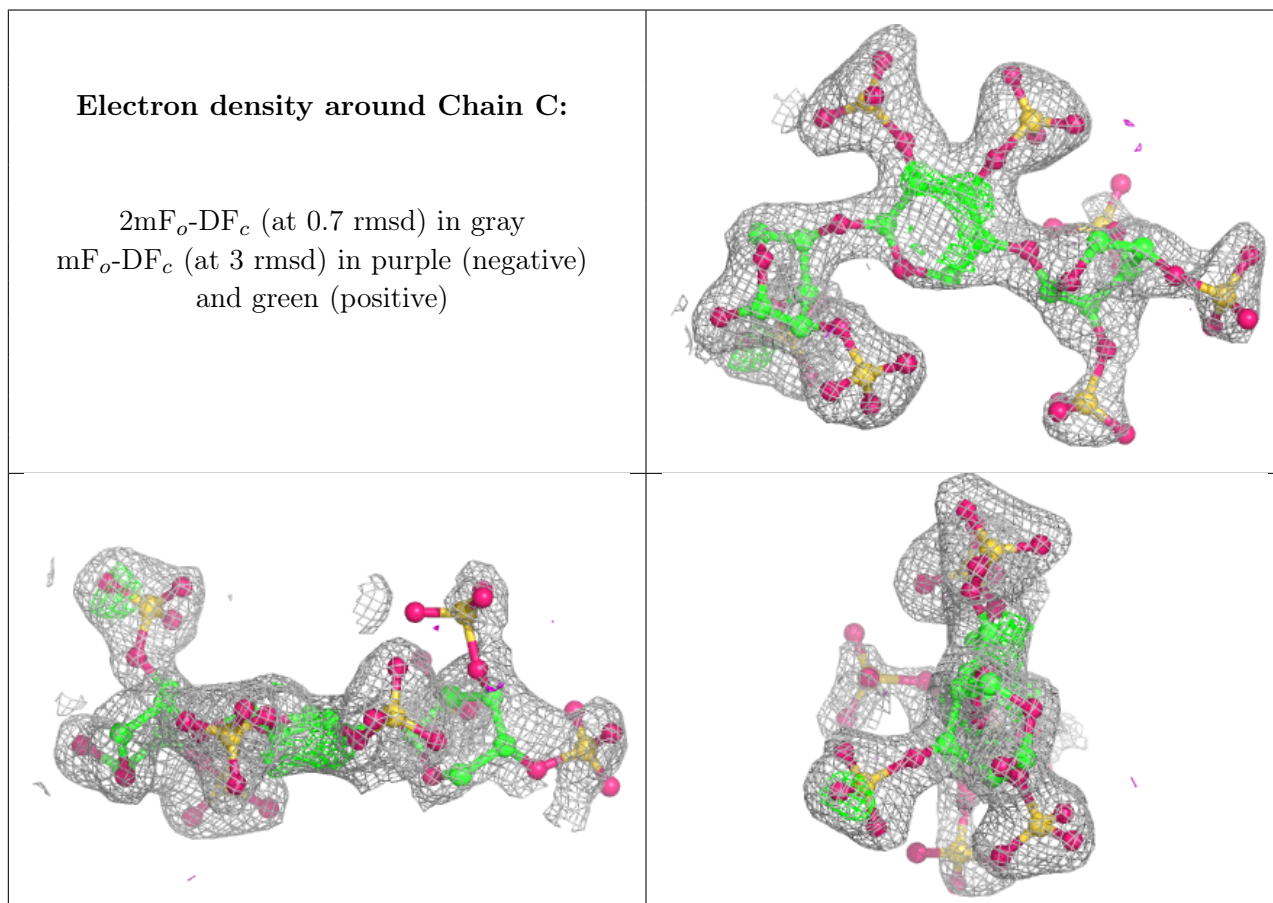 Electron density around Chain C:
2mFo-DFc (at 0.7 rmsd) in gray
mFo-DFc (at 3 rmsd) in purple (negative)
and green (positive)